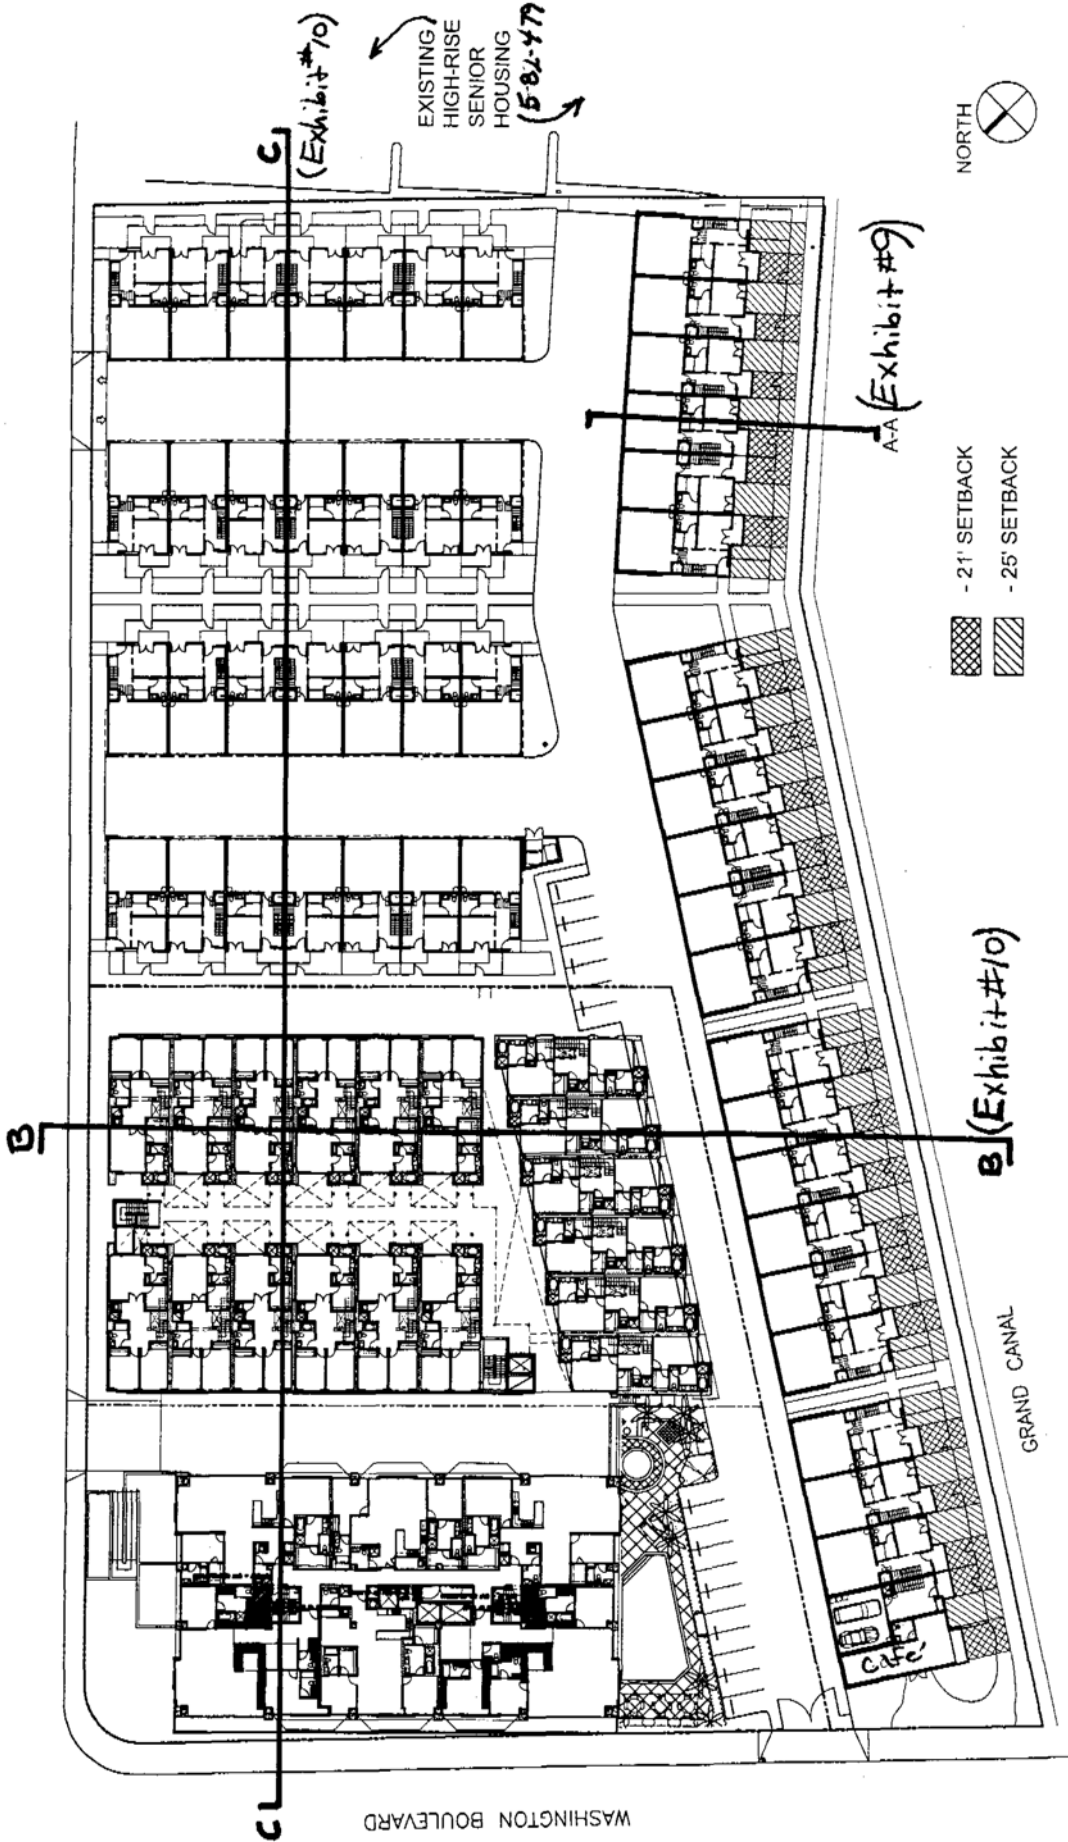 C
(Exhibit #10)
EXISTING
HIGH-RISE
SENIOR
HOUSING
(5-82-479)
NORTH
A-A (Exhibit #9)
- 21' SETBACK
- 25' SETBACK
B
B (Exhibit #10)
GRAND CANAL
Café
C
WASHINGTON BOULEVARD